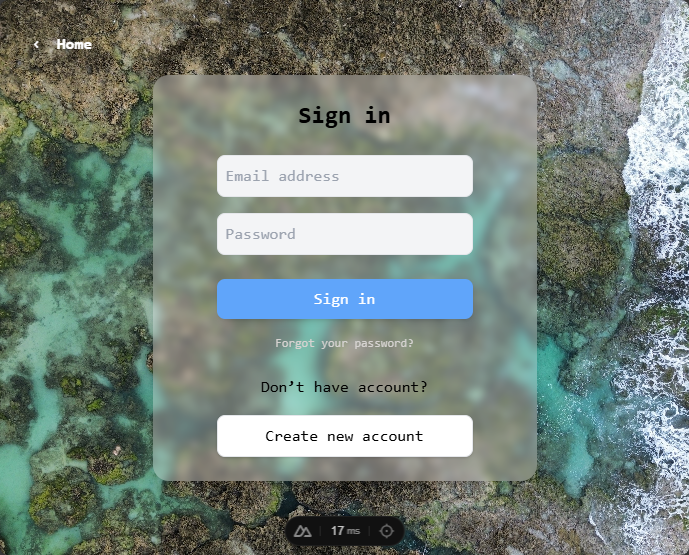 ‹ Home
Sign in
Email address
Password
Sign in
Forgot your password?
Don’t have account?
Create new account
17 ms